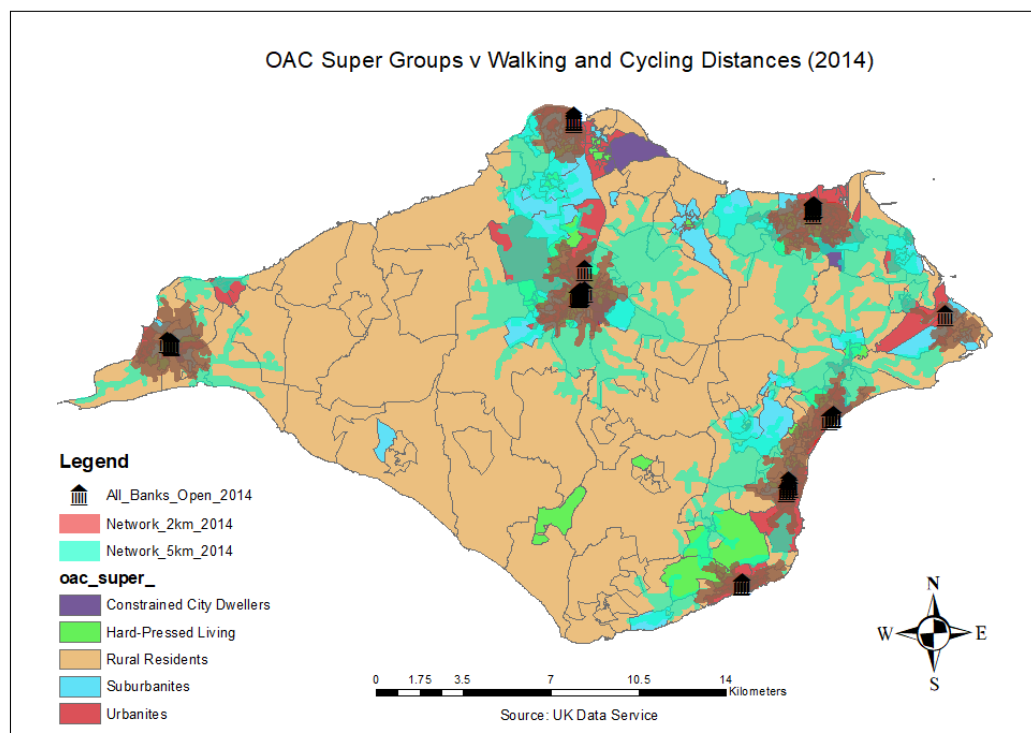 OAC Super Groups v Walking and Cycling Distances (2014)
Legend
All_Banks_Open_2014
Network_2km_2014
Network_5km_2014
oac_super_
Constrained City Dwellers
Hard-Pressed Living
Rural Residents
Suburbanites
Urbanites
0 1.75 3.5 7 10.5 14
Kilometers
Source: UK Data Service
N
W E
S